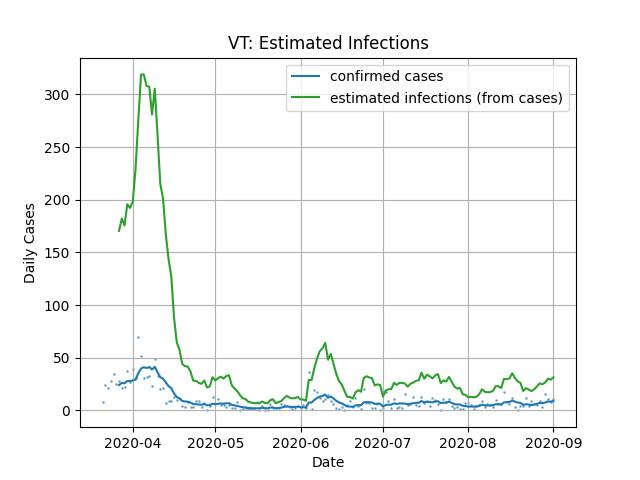 VT: Estimated Infections
confirmed cases
estimated infections (from cases)
Daily Cases
300
250
200
150
100
50
0
2020-04 2020-05 2020-06 2020-07 2020-08 2020-09
Date